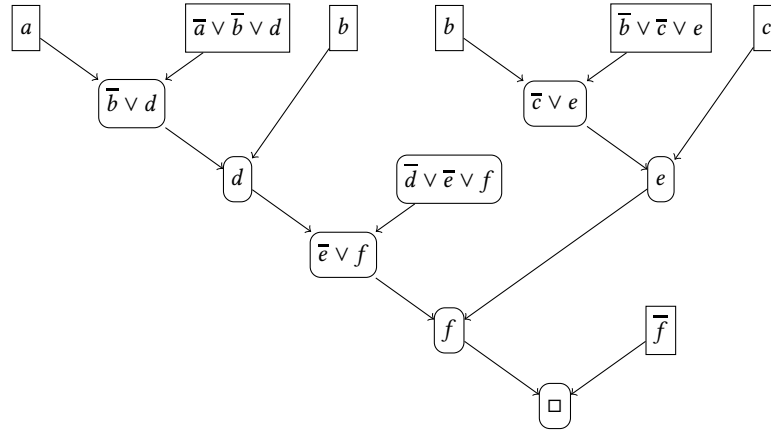 a a̅ ∨ b̅ ∨ d b b b̅ ∨ c̅ ∨ e c
b̅ ∨ d c̅ ∨ e
d d̅ ∨ e̅ ∨ f e
e̅ ∨ f
f f̅
□